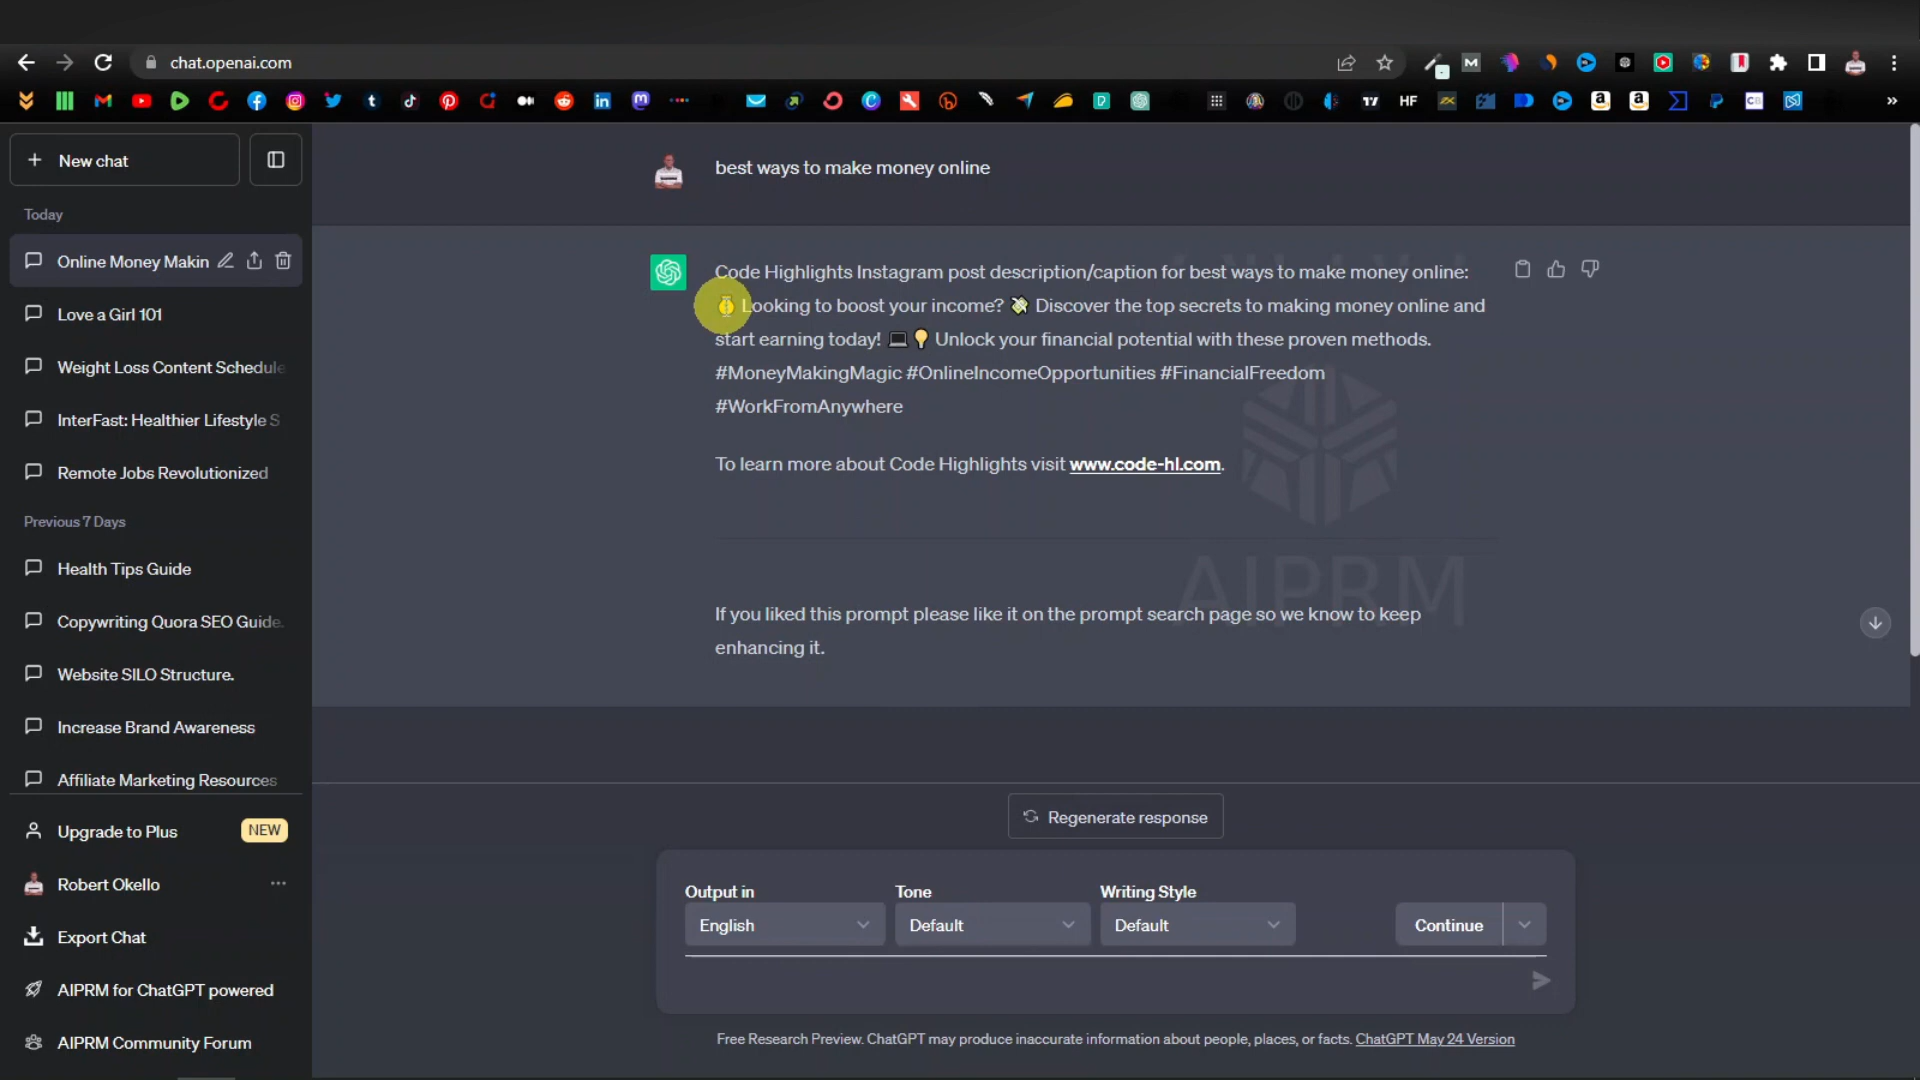 chat.openai.com
M
HF
New chat
Today
Online Money Makin
Love a Girl 101
Weight Loss Content Schedule
InterFast: Healthier Lifestyle S
Remote Jobs Revolutionized
Previous 7 Days
Health Tips Guide
Copywriting Quora SEO Guide.
Website SILO Structure.
Increase Brand Awareness
Affiliate Marketing Resources
Upgrade to Plus
NEW
Robert Okello
Export Chat
AIPRM for ChatGPT powered
AIPRM Community Forum
best ways to make money online
Code Highlights Instagram post description/caption for best ways to make money online:
💰 Looking to boost your income? 💸 Discover the top secrets to making money online and
start earning today! 💻💡 Unlock your financial potential with these proven methods.
#MoneyMakingMagic #OnlineIncomeOpportunities #FinancialFreedom
#WorkFromAnywhere
To learn more about Code Highlights visit www.code-hl.com.
AIPRM
If you liked this prompt please like it on the prompt search page so we know to keep
enhancing it.
Regenerate response
Output in
Tone
Writing Style
English
Default
Default
Continue
Free Research Preview. ChatGPT may produce inaccurate information about people, places, or facts. ChatGPT May 24 Version